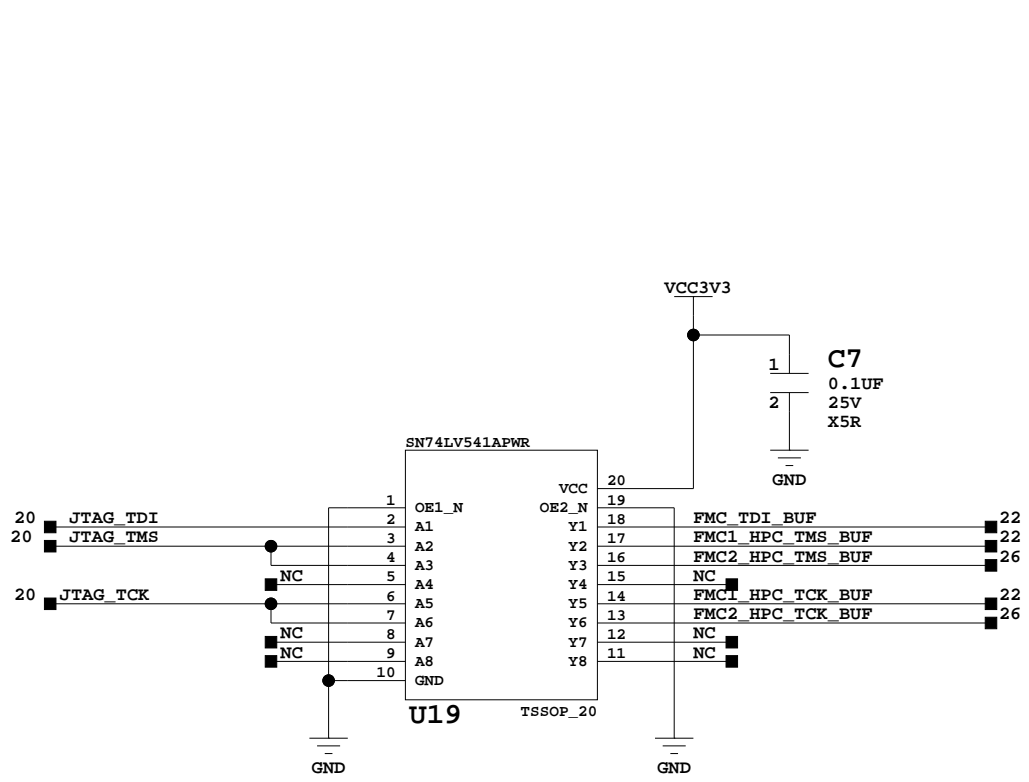 VCC3V3
1 C7
0.1UF
2 25V
X5R
GND
SN74LV541APWR
VCC 20
1 OE1_N OE2_N 19
20 JTAG_TDI 2 A1 Y1 18 FMC_TDI_BUF 22
20 JTAG_TMS 3 A2 Y2 17 FMC1_HPC_TMS_BUF 22
4 A3 Y3 16 FMC2_HPC_TMS_BUF 26
NC 5 A4 Y4 15 NC
20 JTAG_TCK 6 A5 Y5 14 FMC1_HPC_TCK_BUF 22
7 A6 Y6 13 FMC2_HPC_TCK_BUF 26
NC 8 A7 Y7 12 NC
NC 9 A8 Y8 11 NC
10 GND
U19 TSSOP_20
GND GND